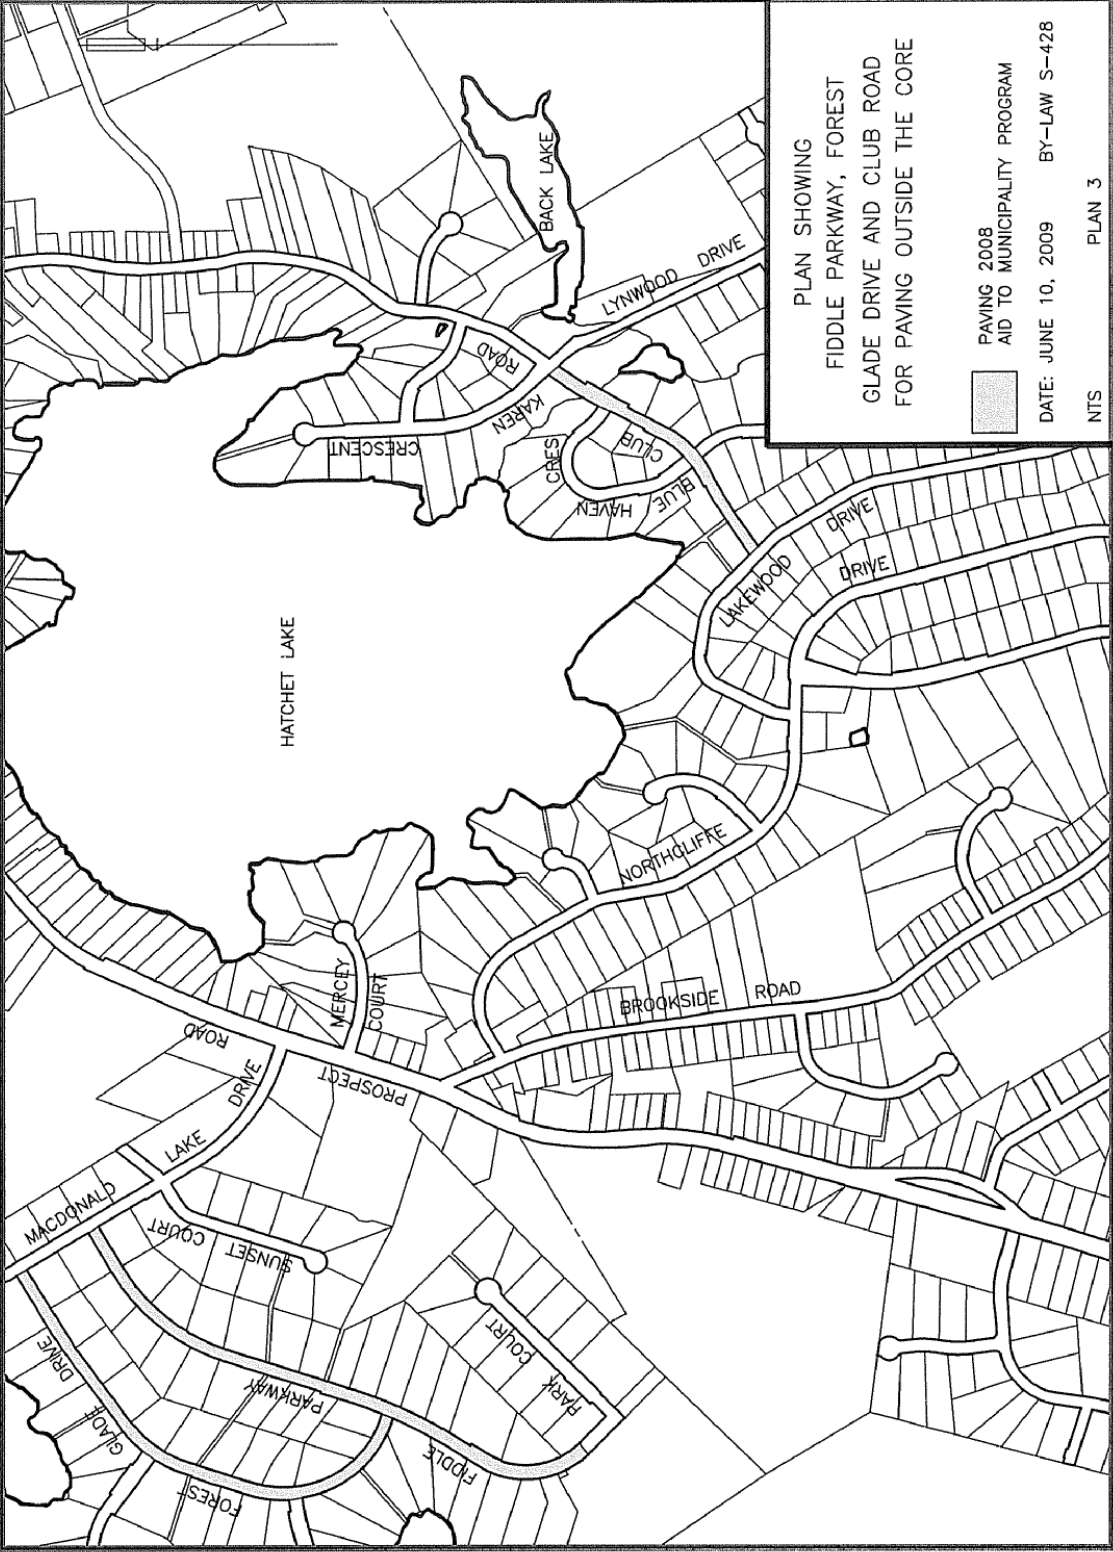 PLAN SHOWING
FIDDLE PARKWAY, FOREST
GLADE DRIVE AND CLUB ROAD
FOR PAVING OUTSIDE THE CORE
PAVING 2008
AID TO MUNICIPALITY PROGRAM
DATE: JUNE 10, 2009 BY-LAW S-428
NTS PLAN 3
BACK LAKE
LYNWOOD DRIVE
KAREN ROAD
CRESCENT
CLUB
BLUE
HAVEN
CRES
LAKEWOOD DRIVE
DRIVE
HATCHET LAKE
NORTHCLIFFE
MERCEY
COURT
BROOKSIDE ROAD
PROSPECT ROAD
MACDONALD LAKE DRIVE
SUNSET COURT
PARK COURT
FIDDLE PARKWAY
FOREST GLADE DRIVE